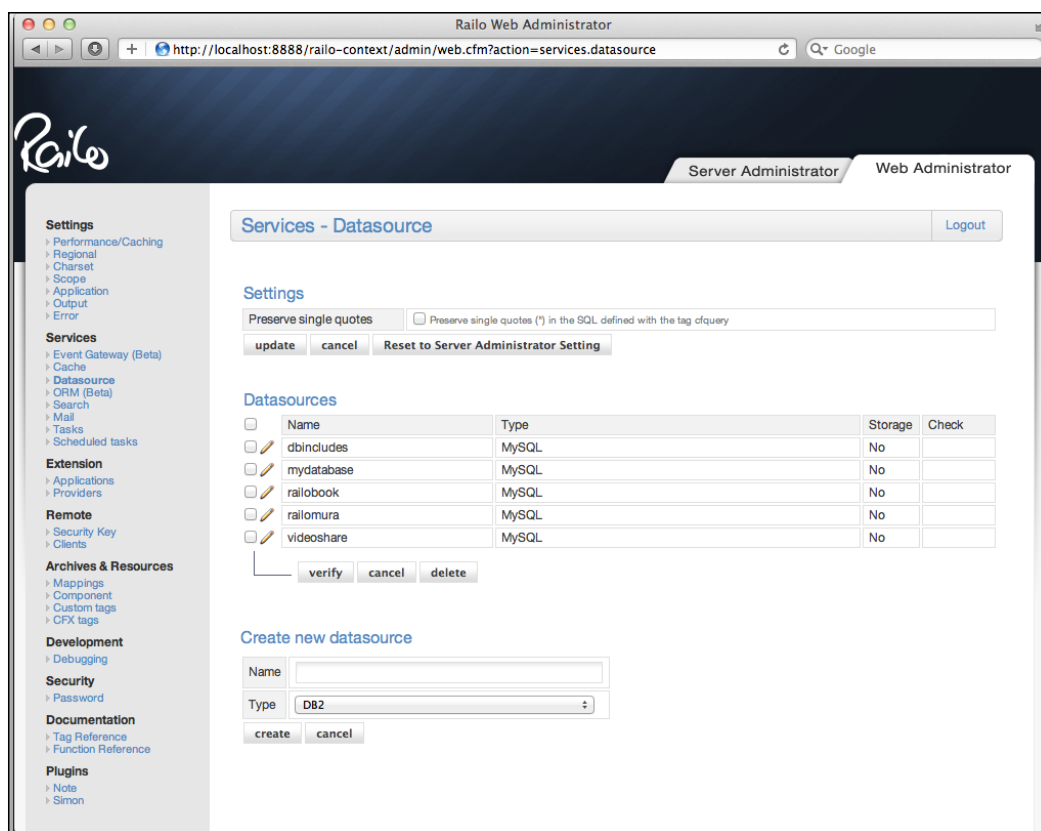 Railo Web Administrator
http://localhost:8888/railo-context/admin/web.cfm?action=services.datasource
Google
Railo
Server Administrator
Web Administrator
Settings
Performance/Caching
Regional
Charset
Scope
Application
Output
Error
Services
Event Gateway (Beta)
Cache
Datasource
ORM (Beta)
Search
Mail
Tasks
Scheduled tasks
Extension
Applications
Providers
Remote
Security Key
Clients
Archives & Resources
Mappings
Component
Custom tags
CFX tags
Development
Debugging
Security
Password
Documentation
Tag Reference
Function Reference
Plugins
Note
Simon
Services - Datasource
Logout
Settings
Preserve single quotes
Preserve single quotes (") in the SQL defined with the tag cfquery
update cancel Reset to Server Administrator Setting
Datasources
Name Type Storage Check
dbincludes MySQL No
mydatabase MySQL No
railobook MySQL No
railomura MySQL No
videoshare MySQL No
verify cancel delete
Create new datasource
Name
Type DB2
create cancel